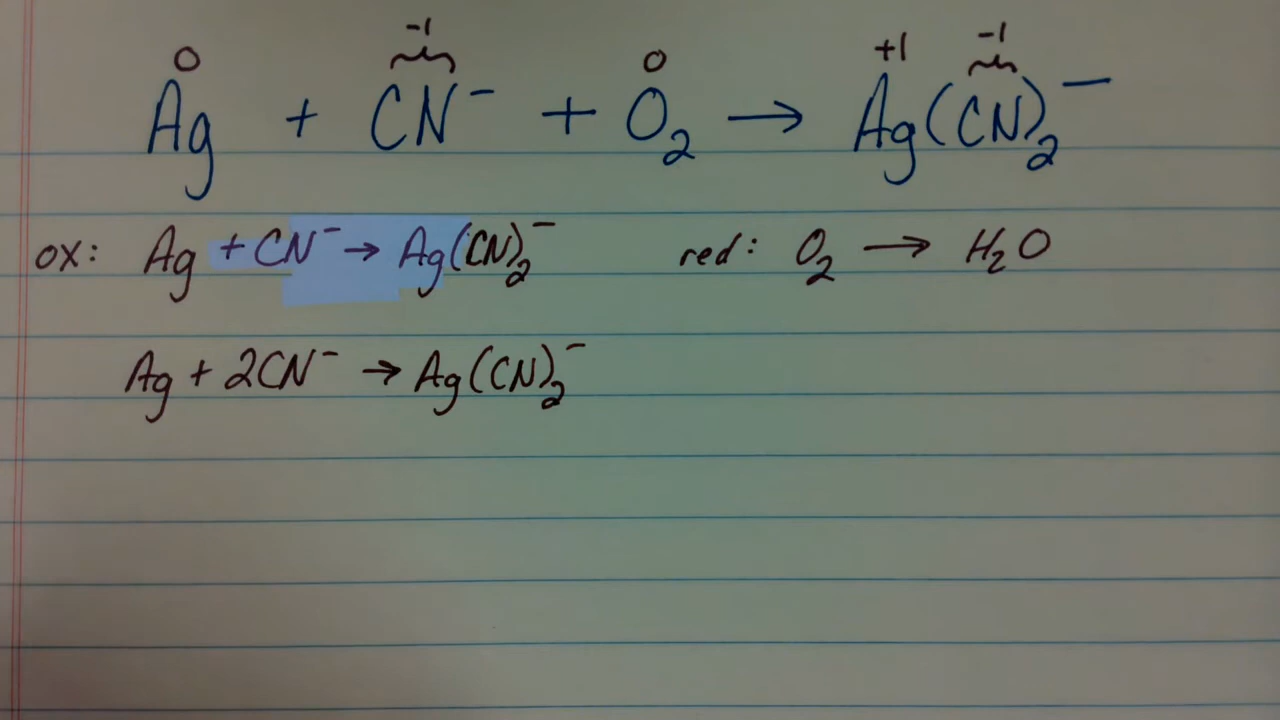 0 -1 0 +1 -1
Ag + CN⁻ + O₂ → Ag(CN)₂⁻
ox: Ag + CN⁻ → Ag(CN)₂⁻ red: O₂ → H₂O
Ag + 2CN⁻ → Ag(CN)₂⁻